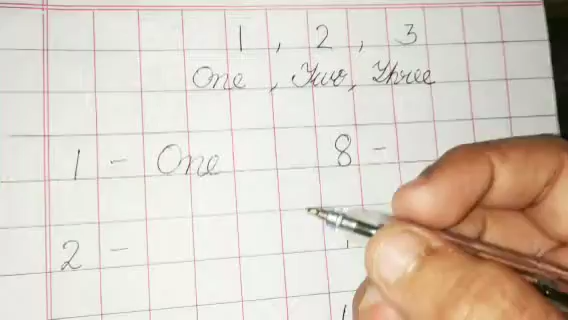 1, 2, 3
One, Two, Three
1 - One 8 -
2 -